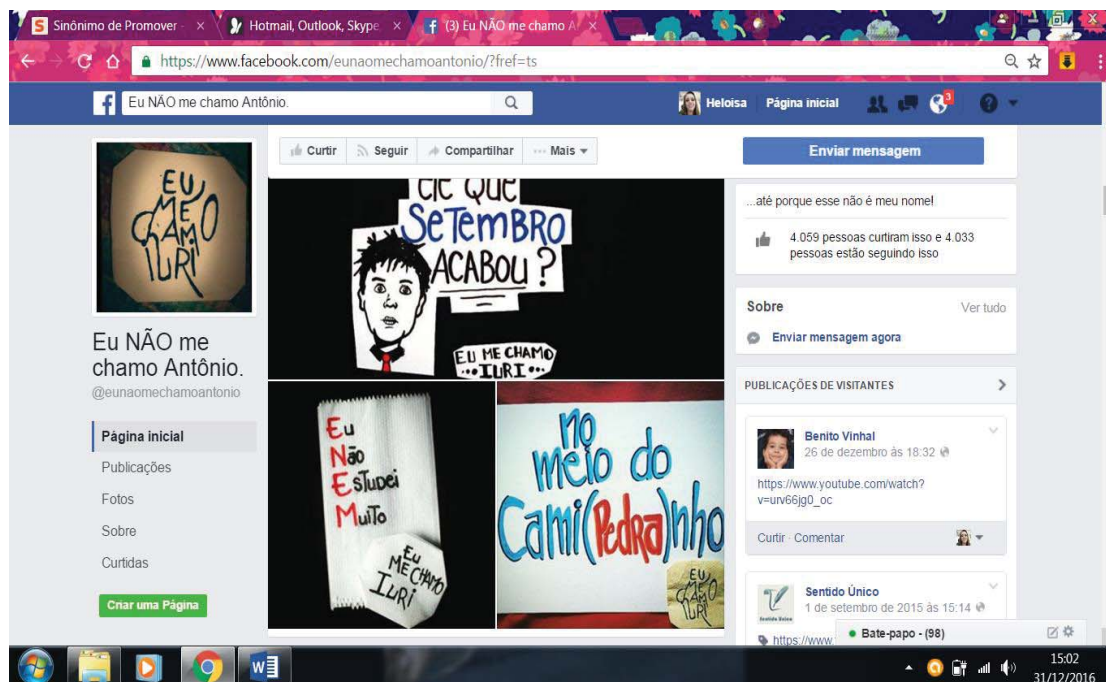 Sinônimo de Promover -
Hotmail, Outlook, Skype,
(3) Eu NÃO me chamo A
https://www.facebook.com/eunaomechamoantonio/?fref=ts
Eu NÃO me chamo Antônio.
Heloisa
Página inicial
3
Curtir
Seguir
Compartilhar
Mais
Enviar mensagem
EU
ME
CHAMO
IURI
Eu NÃO me
chamo Antônio.
@eunaomechamoantonio
Página inicial
Publicações
Fotos
Sobre
Curtidas
Criar uma Página
QUE
SETEMBRO
ACABOU?
EU ME CHAMO
...IURI...
Eu
Não
EsTuDei
MuiTo
Eu
ME CHAMO
IURI
no
meio do
Cami(Pedra)nho
EU
ME
CHAMO
IURI
...até porque esse não é meu nome!
4.059 pessoas curtiram isso e 4.033
pessoas estão seguindo isso
Sobre
Ver tudo
Enviar mensagem agora
PUBLICAÇÕES DE VISITANTES
Benito Vinhal
26 de dezembro às 18:32
https://www.youtube.com/watch?
v=urv66jg0_oc
Curtir · Comentar
Sentido Único
1 de setembro de 2015 às 15:14
https://www.
Sentido Único
Bate-papo - (98)
15:02
31/12/2016